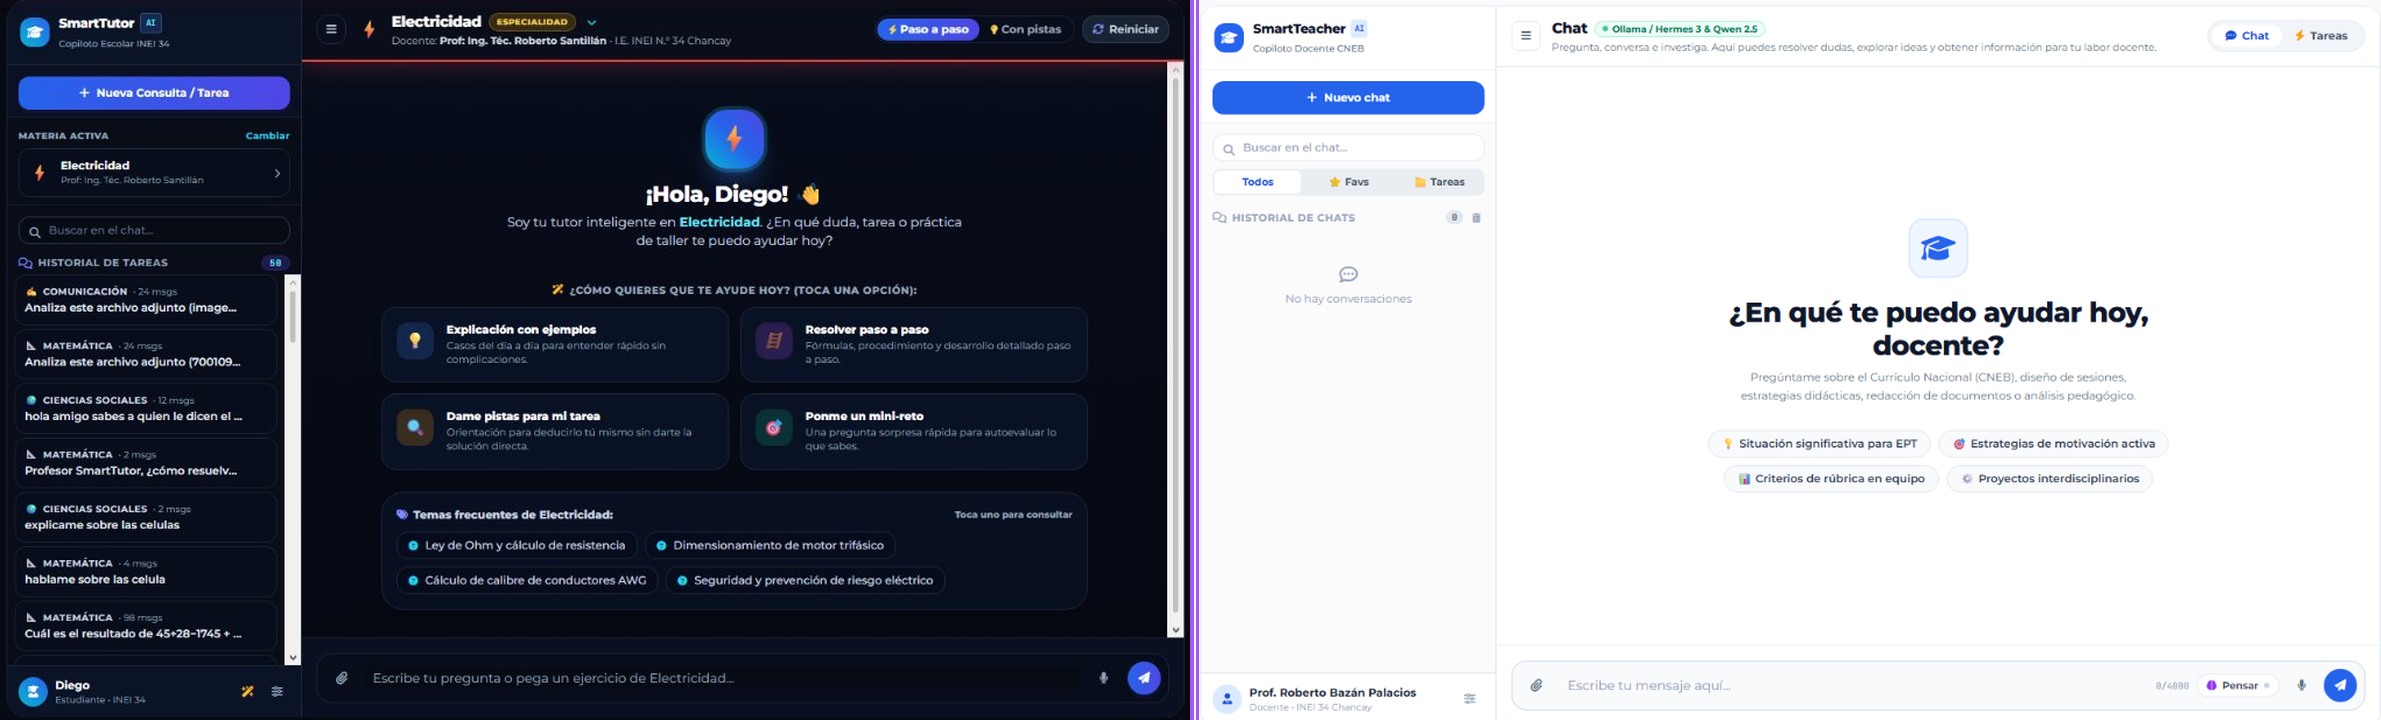 SmartTutor AI
Copiloto Escolar INEI 34
+ Nueva Consulta / Tarea
MATERIA ACTIVA Cambiar
Electricidad
Prof: Ing. Téc. Roberto Santillán
Buscar en el chat...
HISTORIAL DE TAREAS 50
COMUNICACIÓN · 24 msgs
Analiza este archivo adjunto (image...
MATEMÁTICA · 24 msgs
Analiza este archivo adjunto (700109...
CIENCIAS SOCIALES · 12 msgs
hola amigo sabes a quien le dicen el ...
MATEMÁTICA · 2 msgs
Profesor SmartTutor, ¿cómo resuelv...
CIENCIAS SOCIALES · 2 msgs
explicame sobre las celulas
MATEMÁTICA · 4 msgs
hablame sobre las celula
MATEMÁTICA · 98 msgs
Cuál es el resultado de 45+28-1745 + ...
Diego
Estudiante • INEI 34
Electricidad ESPECIALIDAD
Docente: Prof: Ing. Téc. Roberto Santillán · I.E. INEI N.° 34 Chancay
Paso a paso
Con pistas
Reiniciar
¡Hola, Diego!
Soy tu tutor inteligente en Electricidad. ¿En qué duda, tarea o práctica
de taller te puedo ayudar hoy?
¿CÓMO QUIERES QUE TE AYUDE HOY? (TOCA UNA OPCIÓN):
Explicación con ejemplos
Casos del día a día para entender rápido sin
complicaciones.
Resolver paso a paso
Fórmulas, procedimiento y desarrollo detallado paso
a paso.
Dame pistas para mi tarea
Orientación para deducirlo tú mismo sin darte la
solución directa.
Ponme un mini-reto
Una pregunta sorpresa rápida para autoevaluar lo
que sabes.
Temas frecuentes de Electricidad: Toca uno para consultar
Ley de Ohm y cálculo de resistencia
Dimensionamiento de motor trifásico
Cálculo de calibre de conductores AWG
Seguridad y prevención de riesgo eléctrico
Escribe tu pregunta o pega un ejercicio de Electricidad...
SmartTeacher AI
Copiloto Docente CNEB
+ Nuevo chat
Buscar en el chat...
Todos
Favs
Tareas
HISTORIAL DE CHATS 0
No hay conversaciones
Prof. Roberto Bazán Palacios
Docente • INEI 34 Chancay
Chat Ollama / Hermes 3 & Qwen 2.5
Pregunta, conversa e investiga. Aquí puedes resolver dudas, explorar ideas y obtener información para tu labor docente.
Chat
Tareas
¿En qué te puedo ayudar hoy,
docente?
Pregúntame sobre el Currículo Nacional (CNEB), diseño de sesiones,
estrategias didácticas, redacción de documentos o análisis pedagógico.
Situación significativa para EPT
Estrategias de motivación activa
Criterios de rúbrica en equipo
Proyectos interdisciplinarios
Escribe tu mensaje aquí...
0/4000
Pensar